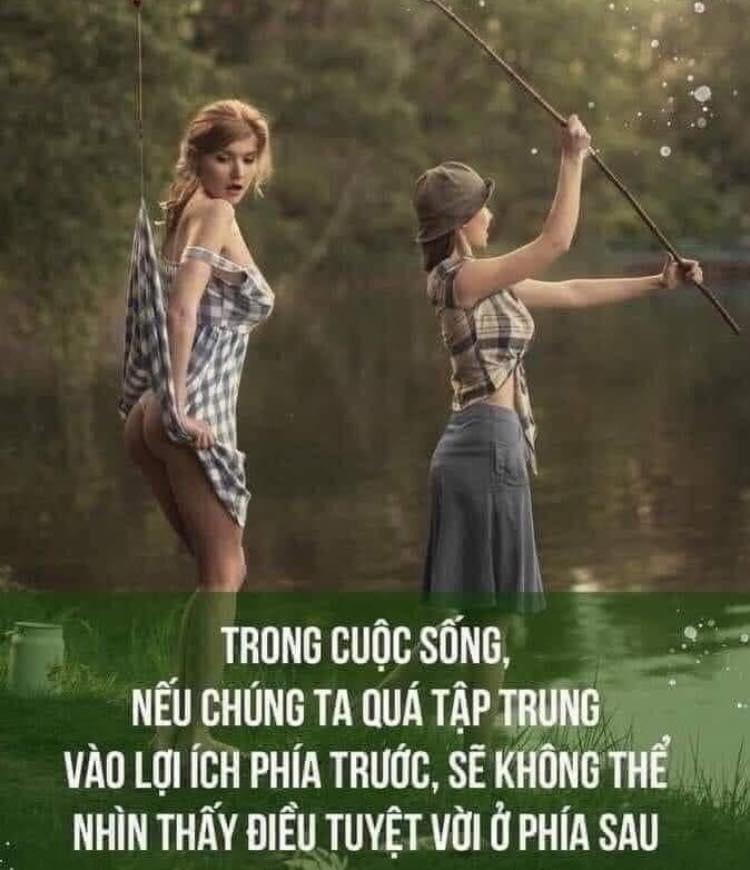 TRONG CUỘC SỐNG,
NẾU CHÚNG TA QUÁ TẬP TRUNG
VÀO LỢI ÍCH PHÍA TRƯỚC, SẼ KHÔNG THỂ
NHÌN THẤY ĐIỀU TUYỆT VỜI Ở PHÍA SAU